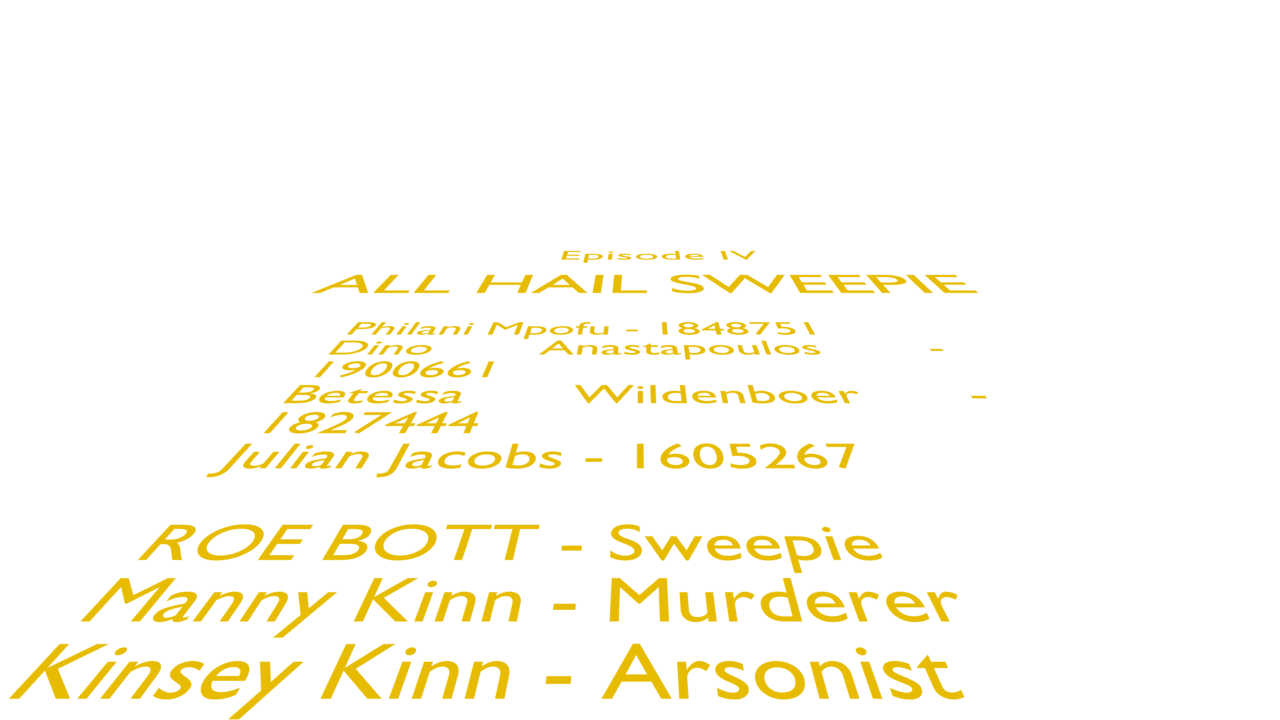 Episode IV
ALL HAIL SWEEPIE
Philani Mpofu - 1848751
Dino Anastapoulos -
1900661
Betessa Wildenboer -
1827444
Julian Jacobs - 1605267
ROE BOTT - Sweepie
Manny Kinn - Murderer
Kinsey Kinn - Arsonist